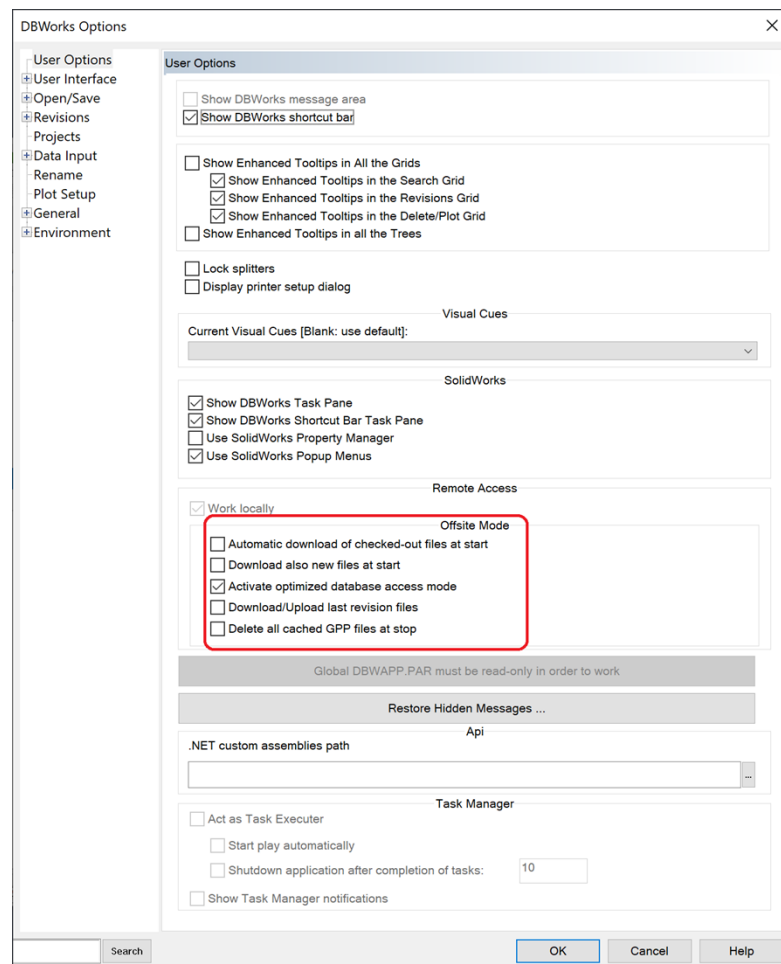 DBWorks Options
User Options
User Interface
Open/Save
Revisions
Projects
Data Input
Rename
Plot Setup
General
Environment
User Options
Show DBWorks message area
Show DBWorks shortcut bar
Show Enhanced Tooltips in All the Grids
Show Enhanced Tooltips in the Search Grid
Show Enhanced Tooltips in the Revisions Grid
Show Enhanced Tooltips in the Delete/Plot Grid
Show Enhanced Tooltips in all the Trees
Lock splitters
Display printer setup dialog
Visual Cues
Current Visual Cues [Blank: use default]:
SolidWorks
Show DBWorks Task Pane
Show DBWorks Shortcut Bar Task Pane
Use SolidWorks Property Manager
Use SolidWorks Popup Menus
Remote Access
Work locally
Offsite Mode
Automatic download of checked-out files at start
Download also new files at start
Activate optimized database access mode
Download/Upload last revision files
Delete all cached GPP files at stop
Global DBWAPP.PAR must be read-only in order to work
Restore Hidden Messages ...
Api
.NET custom assemblies path
...
Task Manager
Act as Task Executer
Start play automatically
Shutdown application after completion of tasks: 10
Show Task Manager notifications
Search OK Cancel Help